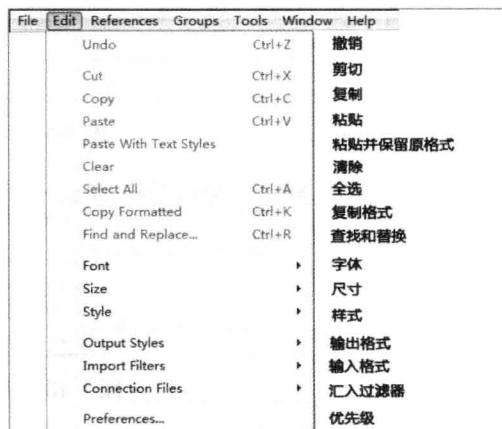 File Edit References Groups Tools Window Help
Undo Ctrl+Z 撤销
Cut Ctrl+X 剪切
Copy Ctrl+C 复制
Paste Ctrl+V 粘贴
Paste With Text Styles 粘贴并保留原格式
Clear 清除
Select All Ctrl+A 全选
Copy Formatted Ctrl+K 复制格式
Find and Replace... Ctrl+R 查找和替换
Font 字体
Size 尺寸
Style 样式
Output Styles 输出格式
Import Filters 输入格式
Connection Files 汇入过滤器
Preferences... 优先级